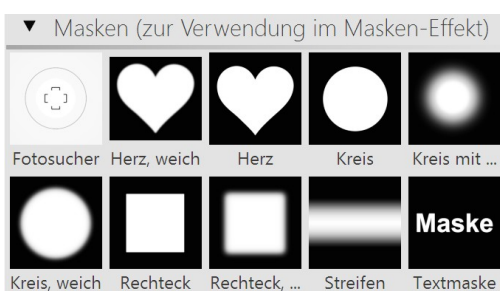 ▼ Masken (zur Verwendung im Masken-Effekt)
Fotosucher Herz, weich Herz Kreis Kreis mit ...
Maske
Kreis, weich Rechteck Rechteck, ... Streifen Textmaske